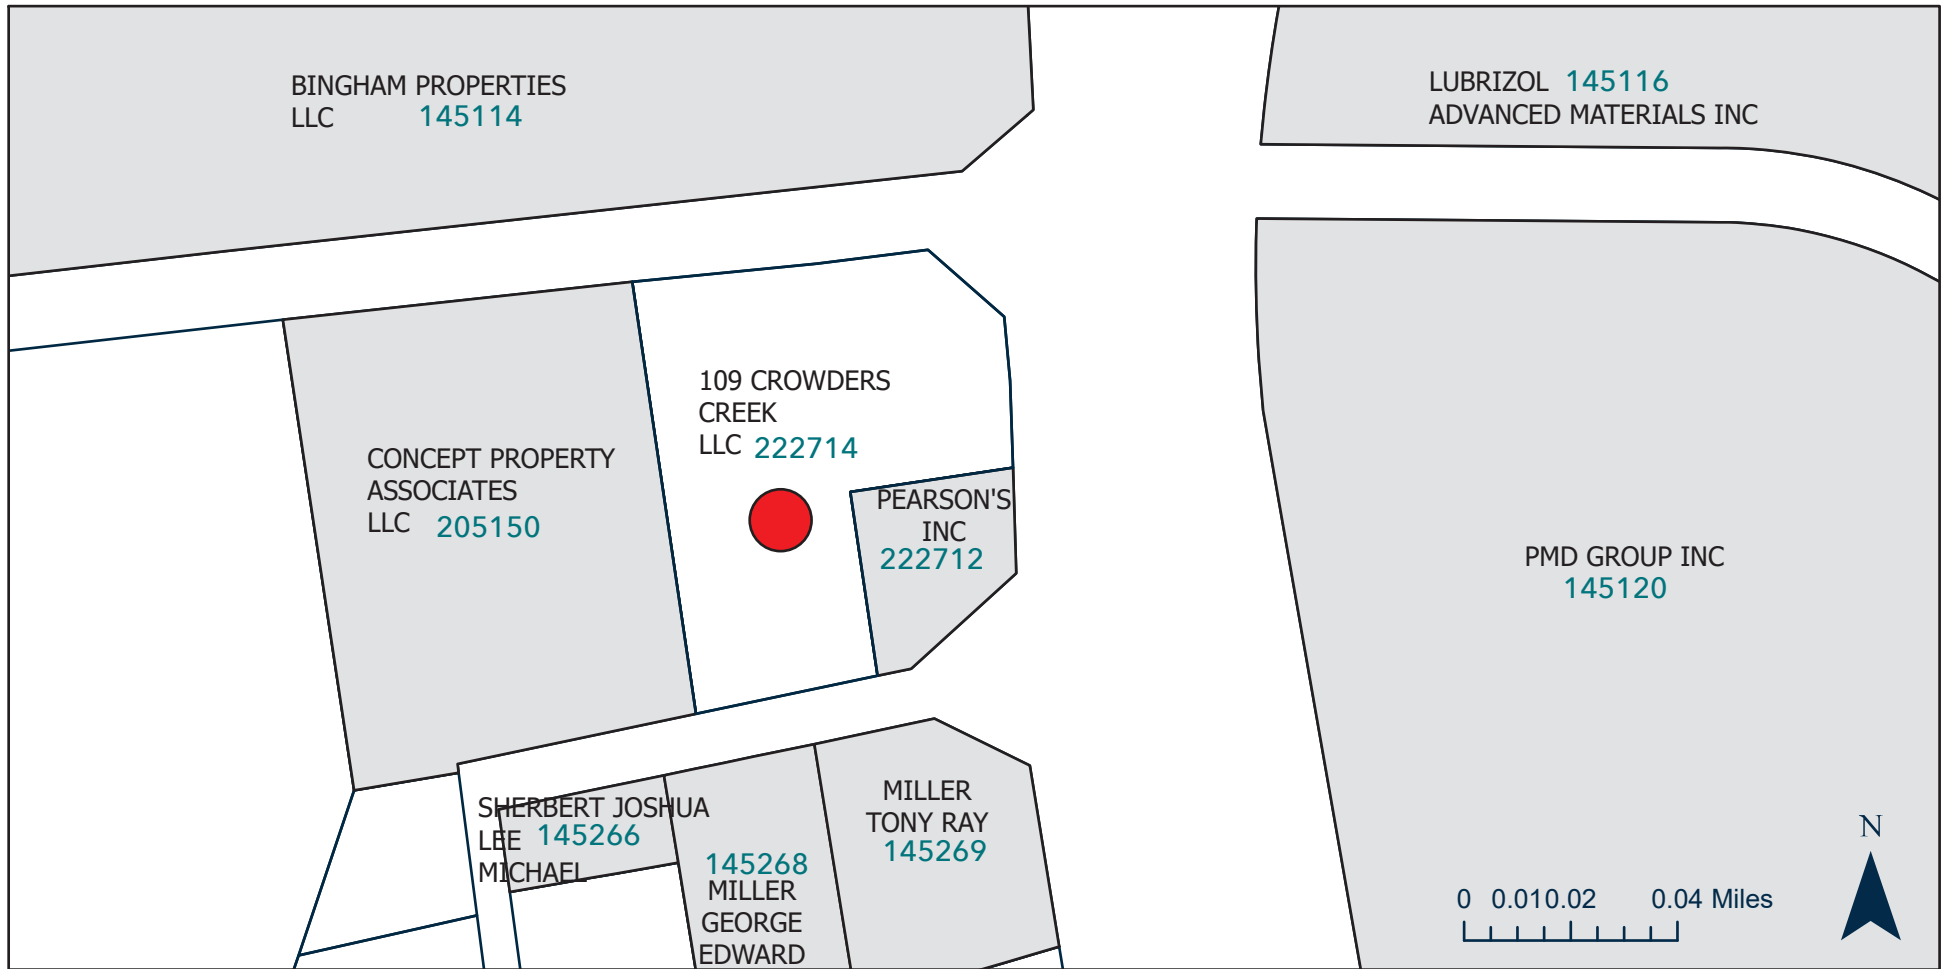 BINGHAM PROPERTIES
LLC 145114
LUBRIZOL 145116
ADVANCED MATERIALS INC
109 CROWDERS
CREEK
LLC 222714
CONCEPT PROPERTY
ASSOCIATES
LLC 205150
PEARSON'S
INC
222712
PMD GROUP INC
145120
SHERBERT JOSHUA
LEE 145266
MICHAEL
145268
MILLER
GEORGE
EDWARD
MILLER
TONY RAY
145269
N
0 0.010.02 0.04 Miles